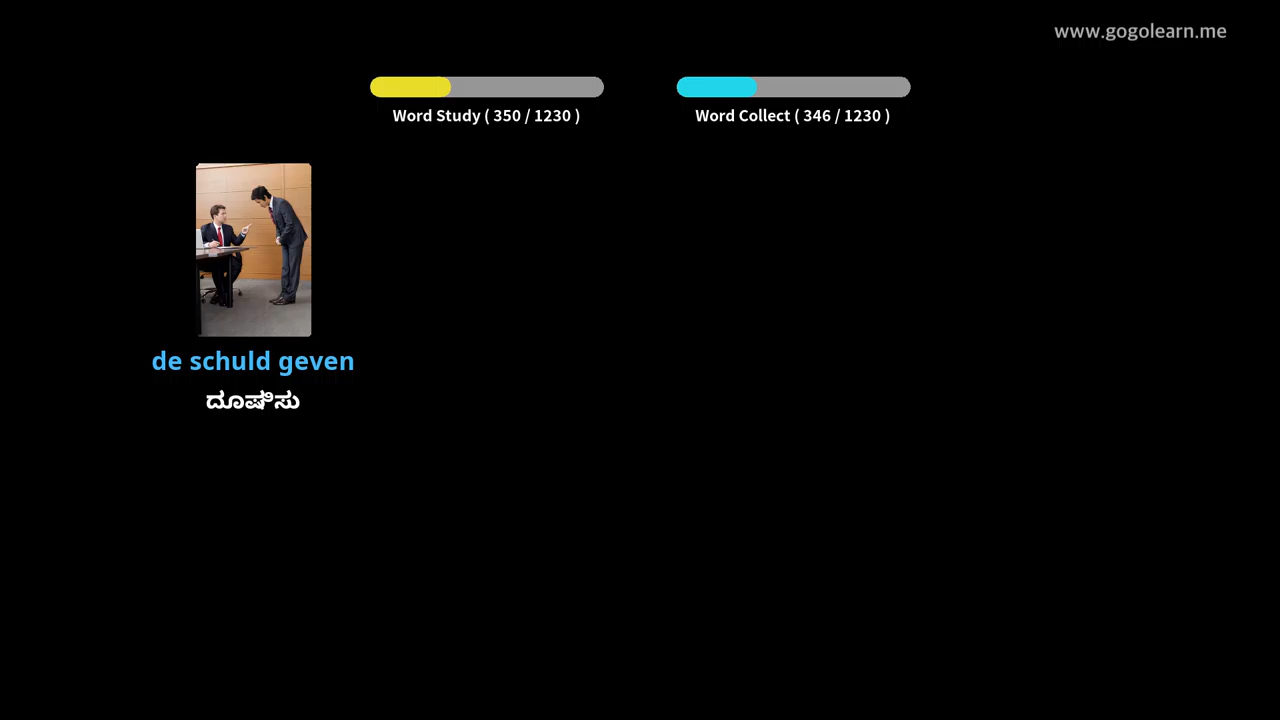 www.gogolearn.me
Word Study ( 350 / 1230 )
Word Collect ( 346 / 1230 )
de schuld geven
ದೂಷಿಸು